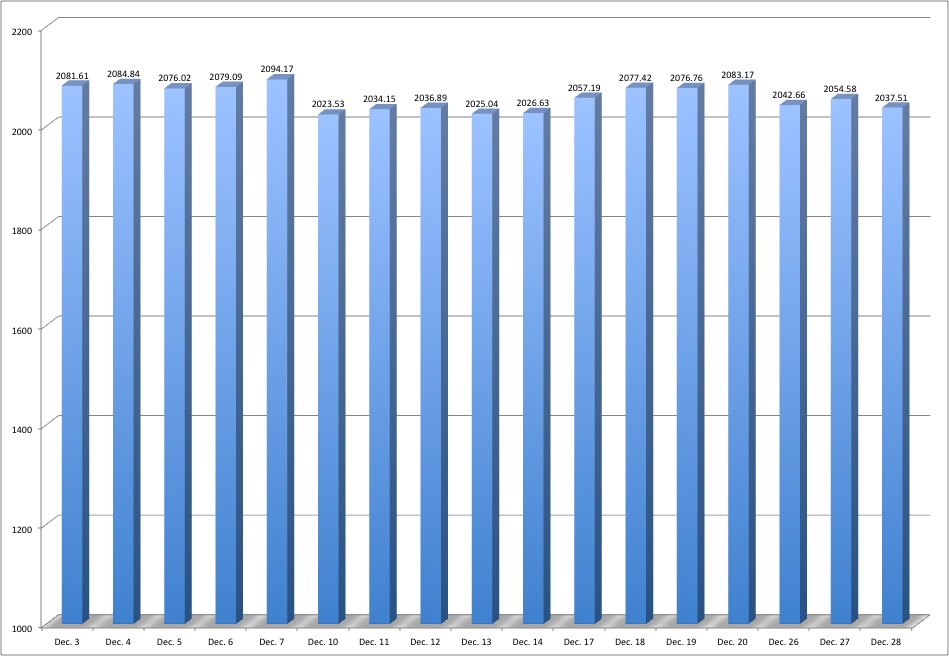 2200
2000
1800
1600
1400
1200
1000
2081.61
2084.84
2076.02
2079.09
2094.17
2023.53
2034.15
2036.89
2025.04
2026.63
2057.19
2077.42
2076.76
2083.17
2042.66
2054.58
2037.51
Dec. 3
Dec. 4
Dec. 5
Dec. 6
Dec. 7
Dec. 10
Dec. 11
Dec. 12
Dec. 13
Dec. 14
Dec. 17
Dec. 18
Dec. 19
Dec. 20
Dec. 26
Dec. 27
Dec. 28